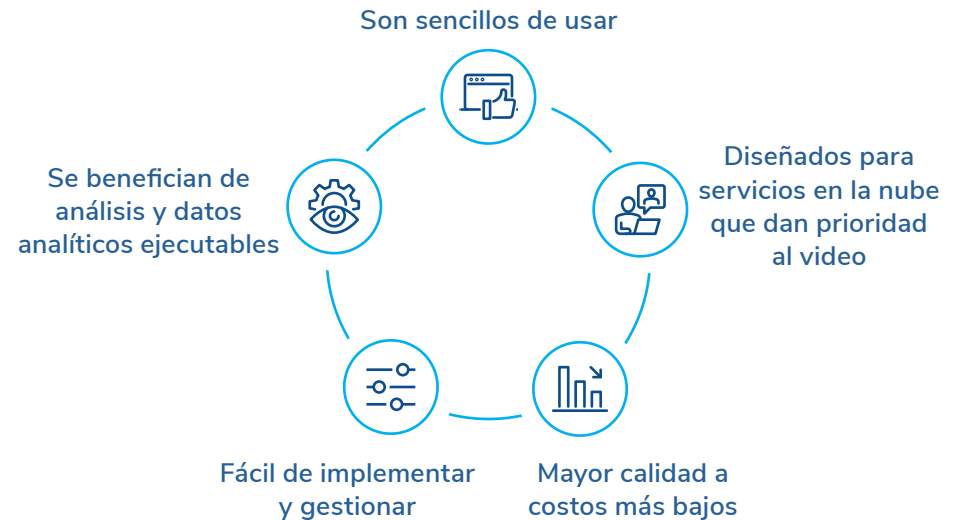 Son sencillos de usar
Diseñados para
servicios en la nube
que dan prioridad
al video
Mayor calidad a
costos más bajos
Fácil de implementar
y gestionar
Se benefician de
análisis y datos
analíticos ejecutables